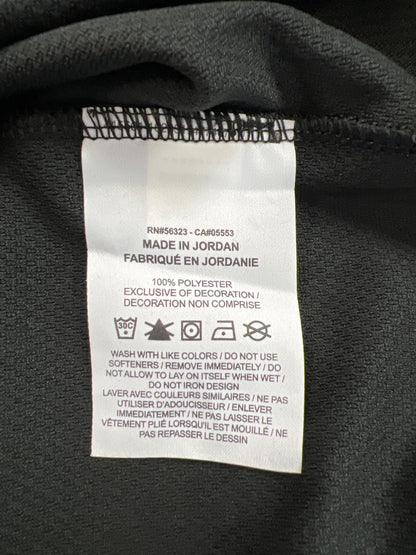 RN#56323 - CA#05553
MADE IN JORDAN
FABRIQUÉ EN JORDANIE
100% POLYESTER
EXCLUSIVE OF DECORATION /
DECORATION NON COMPRISE
30C
WASH WITH LIKE COLORS / DO NOT USE
SOFTENERS / REMOVE IMMEDIATELY / DO
NOT ALLOW TO LAY ON ITSELF WHEN WET /
DO NOT IRON DESIGN
LAVER AVEC COULEURS SIMILAIRES / NE PAS
UTILISER D'ADOUCISSEUR / ENLEVER
IMMEDIATEMENT / NE PAS LAISSER LE
VÊTEMENT PLIÉ LORSQU'IL EST MOUILLÉ / NE
PAS REPASSER LE DESSIN